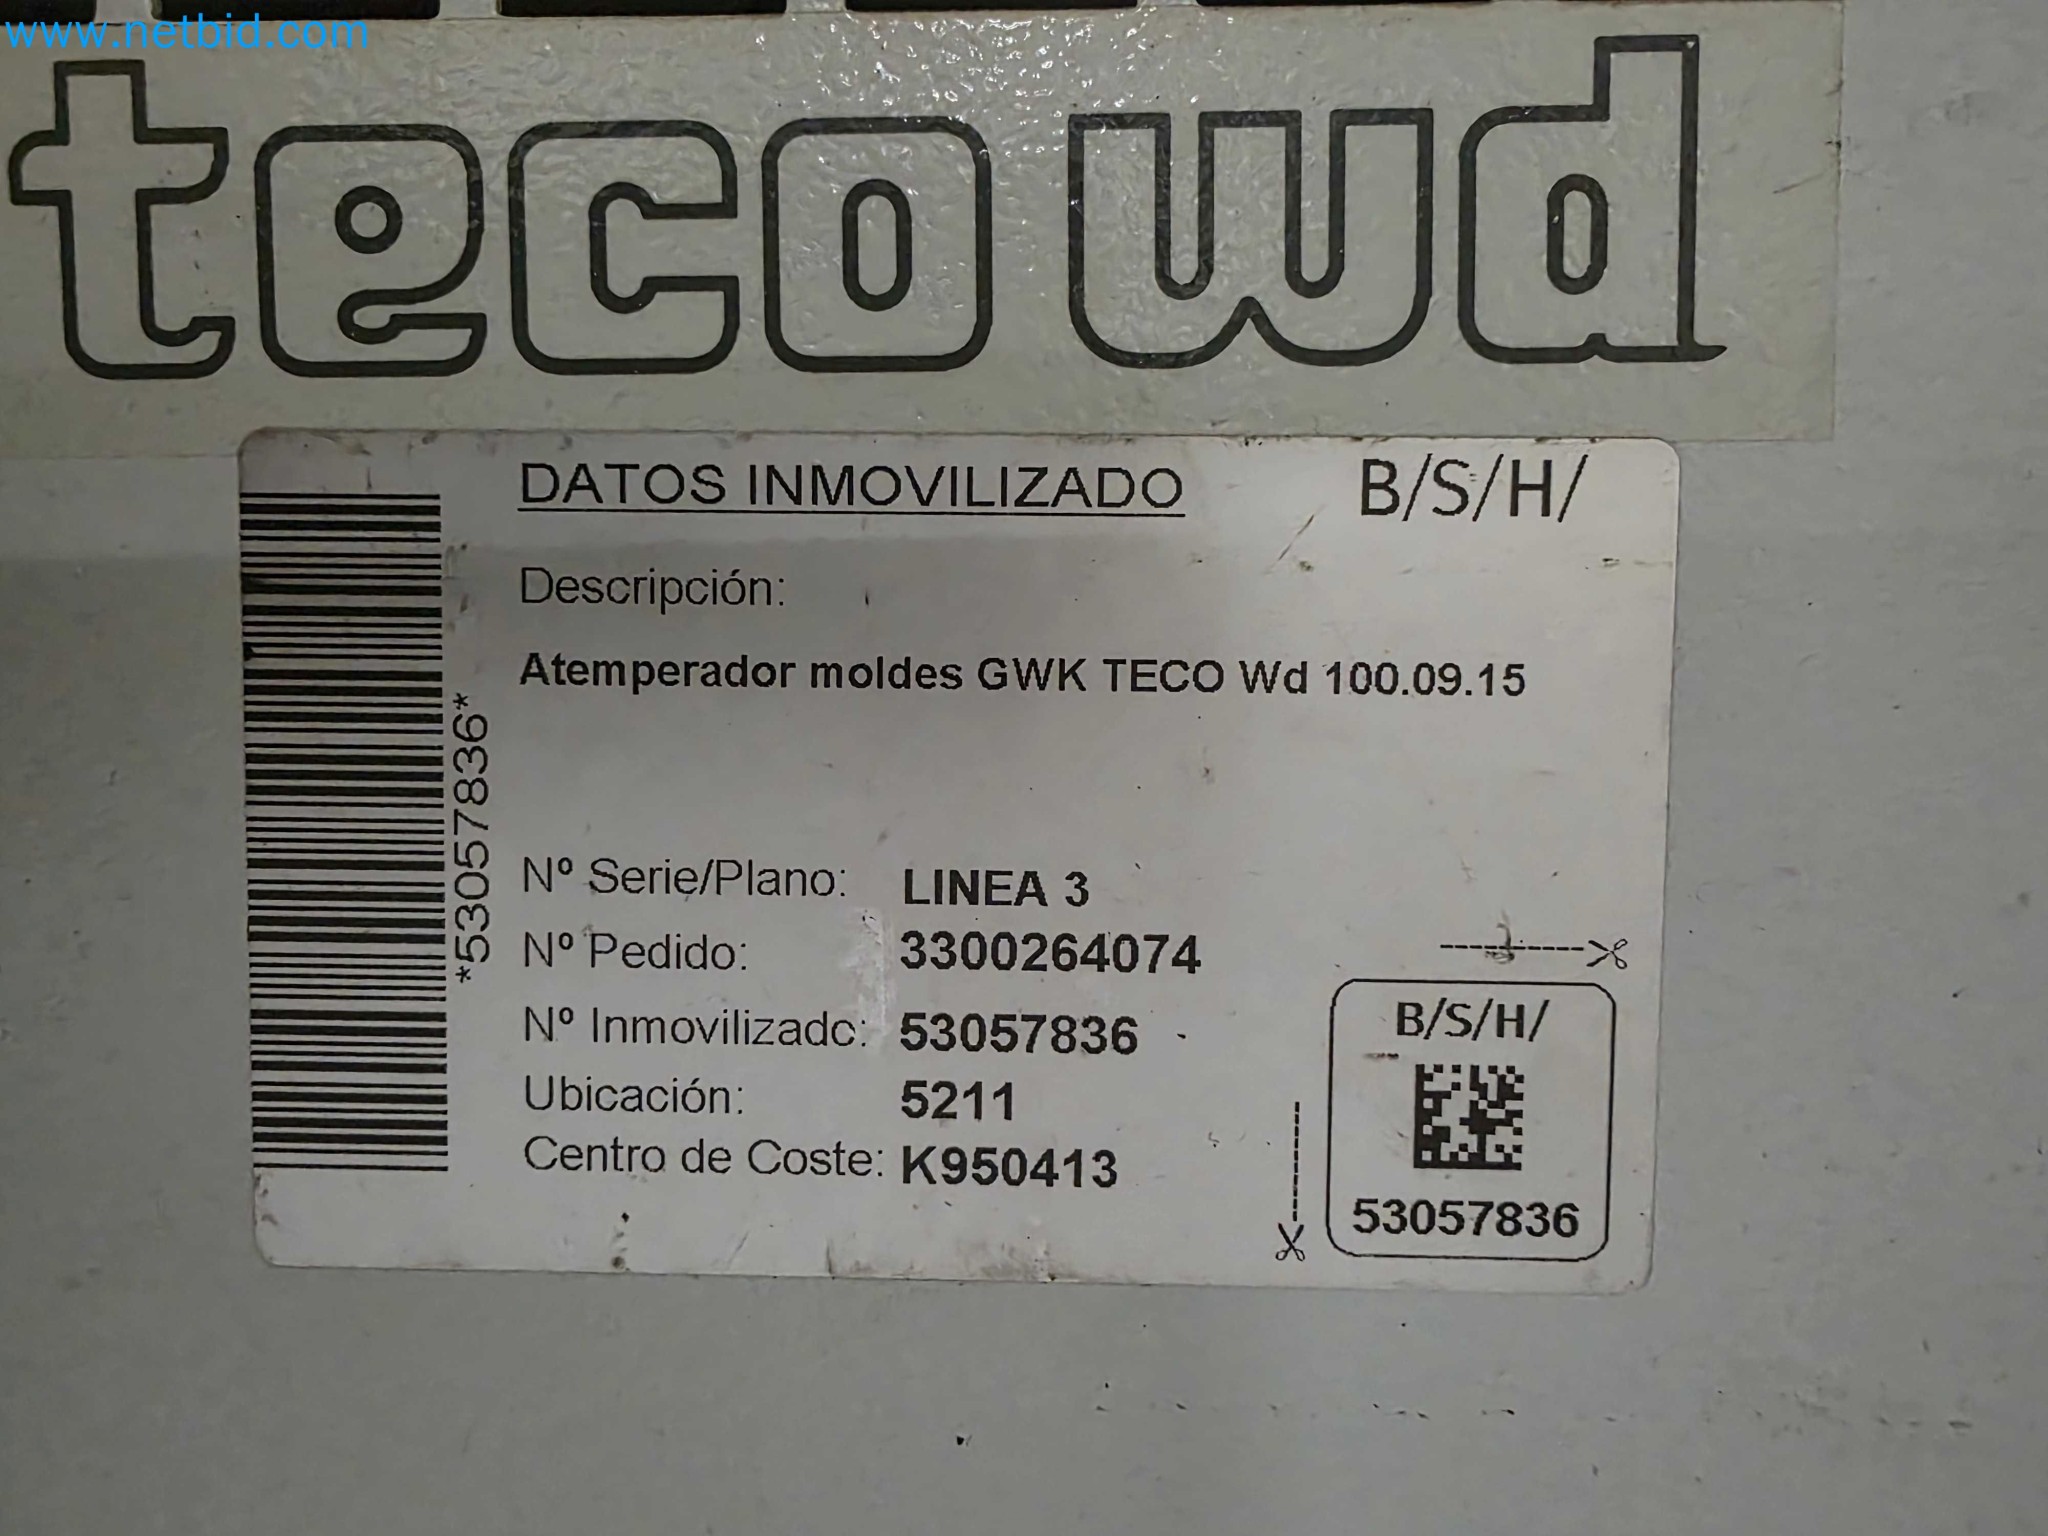 www.netbid.com
teco wd
DATOS INMOVILIZADO
B/S/H/
Descripción:
Atemperador moldes GWK TECO Wd 100.09.15
*53057836*
Nº Serie/Plano: LINEA 3
Nº Pedido: 3300264074
Nº Inmovilizado: 53057836
Ubicación: 5211
Centro de Coste: K950413
B/S/H/
53057836